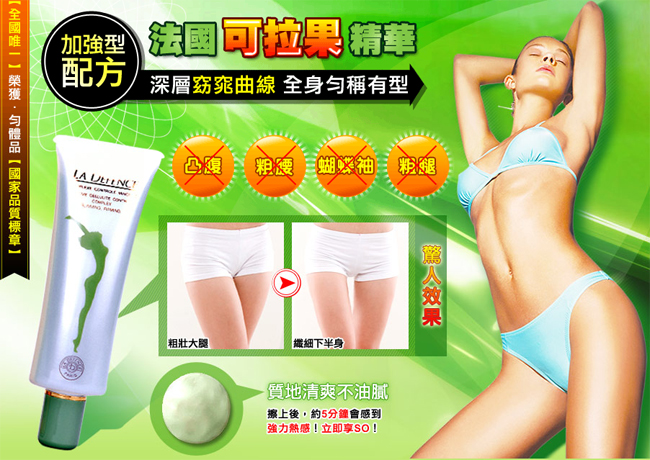 【全國唯一】榮獲．勻體品【國家品質標章】
加強型
配方
法國 可拉果 精華
深層窈窕曲線 全身勻稱有型
凸腹
粗腰
蝴蝶袖
粗腿
LA DEFENCE
COMPLEX
驚人效果
粗壯大腿
纖細下半身
質地清爽不油膩
擦上後，約5分鐘會感到
強力熱感！立即享SO！